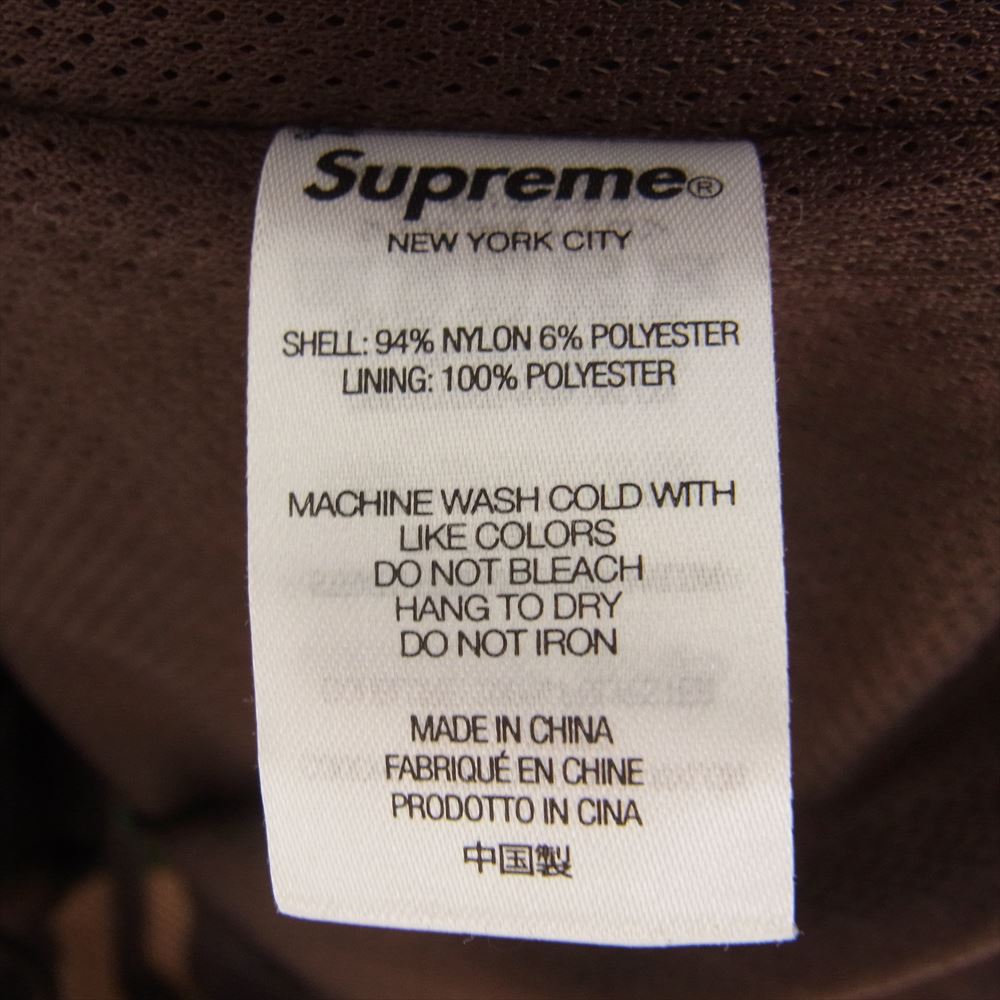 Supreme®
NEW YORK CITY
SHELL: 94% NYLON 6% POLYESTER
LINING: 100% POLYESTER
MACHINE WASH COLD WITH
LIKE COLORS
DO NOT BLEACH
HANG TO DRY
DO NOT IRON
MADE IN CHINA
FABRIQUÉ EN CHINE
PRODOTTO IN CINA
中国製